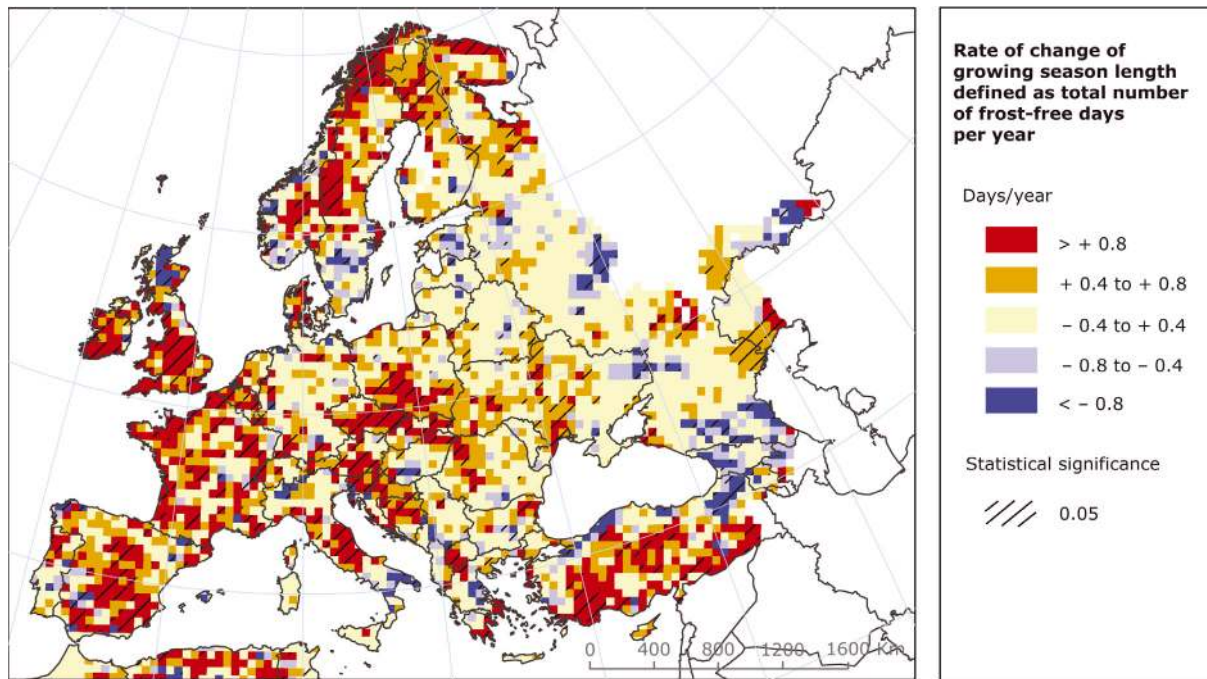 Rate of change of
growing season length
defined as total number
of frost-free days
per year
Days/year
> + 0.8
+ 0.4 to + 0.8
– 0.4 to + 0.4
– 0.8 to – 0.4
< – 0.8
Statistical significance
0.05
0 400 800 1200 1600 Km